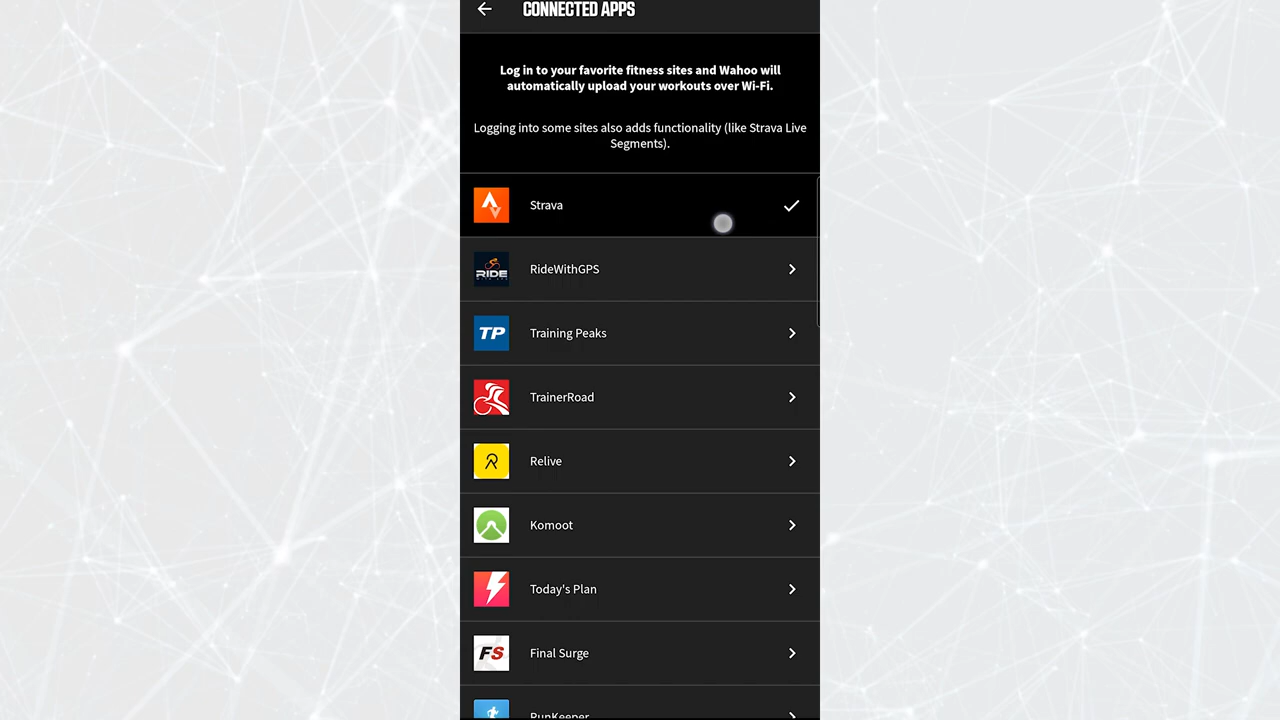 CONNECTED APPS
Log in to your favorite fitness sites and Wahoo will
automatically upload your workouts over Wi-Fi.
Logging into some sites also adds functionality (like Strava Live
Segments).
Strava
RIDE
RideWithGPS
TP
Training Peaks
TrainerRoad
Relive
Komoot
Today's Plan
FS
Final Surge
RunKeeper